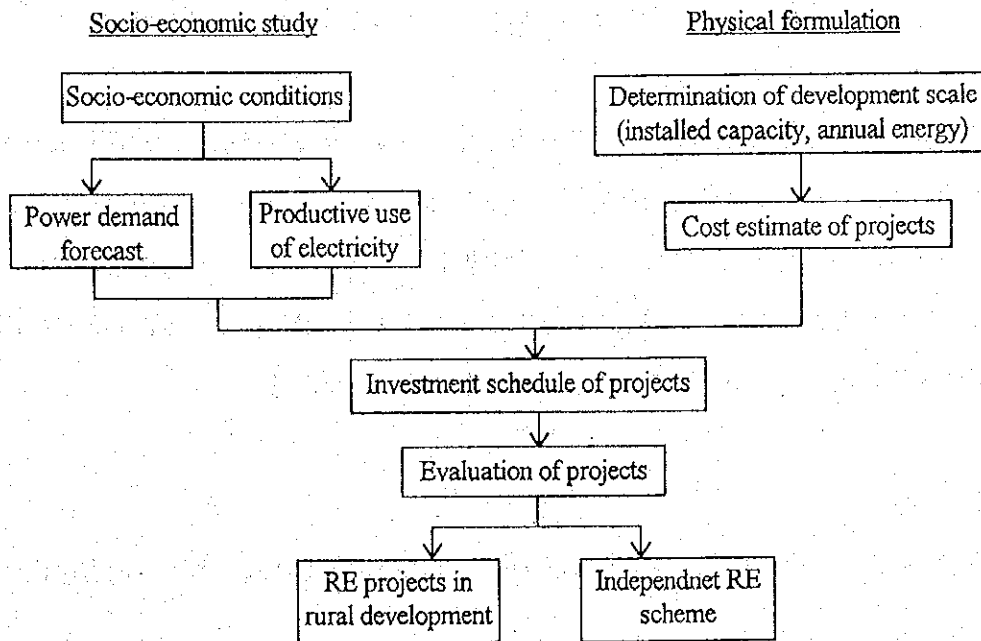 Socio-economic study
Physical formulation
Socio-economic conditions
Determination of development scale
(installed capacity, annual energy)
Power demand
forecast
Productive use
of electricity
Cost estimate of projects
Investment schedule of projects
Evaluation of projects
RE projects in
rural development
Independnet RE
scheme